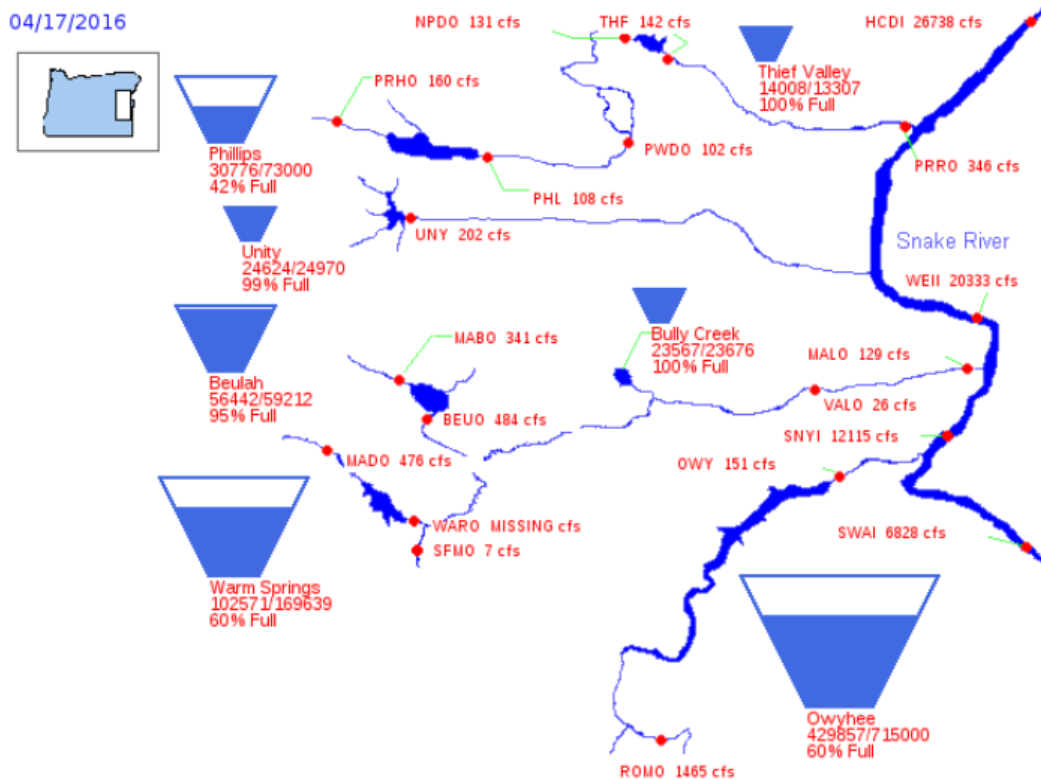 04/17/2016
NPDO 131 cfs
THF 142 cfs
HCDI 26738 cfs
Thief Valley
14008/13307
100% Full
PRHO 160 cfs
Phillips
30776/73000
42% Full
PWDO 102 cfs
PRRO 346 cfs
PHL 108 cfs
UNY 202 cfs
Unity
24624/24970
99% Full
Snake River
WEII 20333 cfs
Bully Creek
23567/23676
100% Full
MABO 341 cfs
MALO 129 cfs
Beulah
56442/59212
95% Full
VALO 26 cfs
BEUO 484 cfs
SNYI 12115 cfs
MADO 476 cfs
OWY 151 cfs
WARO MISSING cfs
SFMO 7 cfs
SWAI 6828 cfs
Warm Springs
102571/169639
60% Full
Owyhee
429857/715000
60% Full
ROMO 1465 cfs